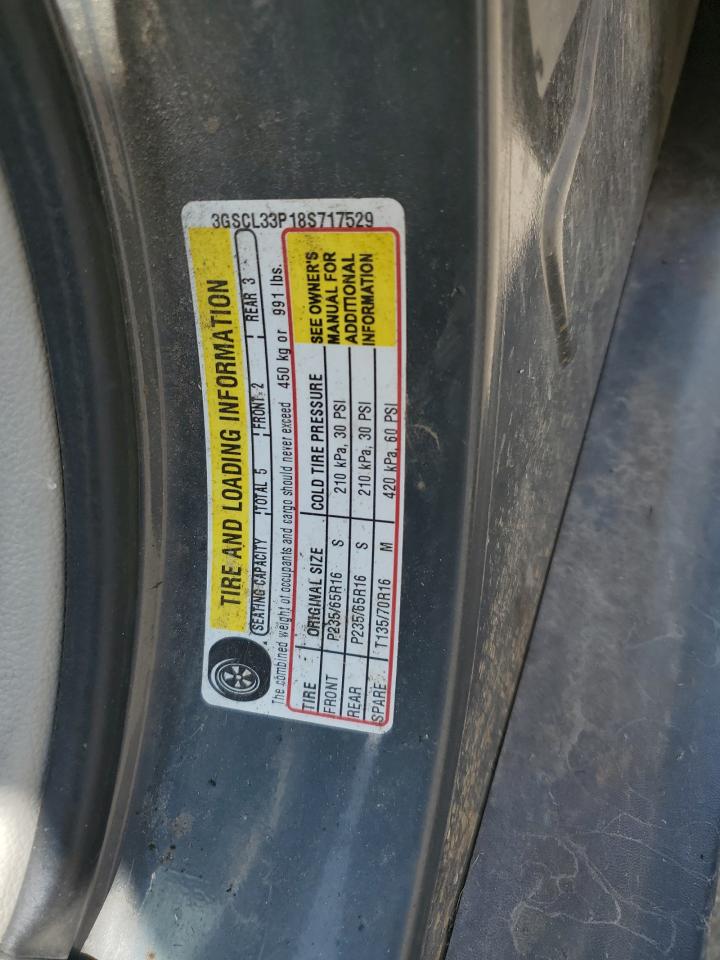 3GSCL33P18S717529
TIRE AND LOADING INFORMATION
SEATING CAPACITY TOTAL 5 FRONT 2 REAR 3
The combined weight of occupants and cargo should never exceed 450 kg or 991 lbs.
TIRE ORIGINAL SIZE COLD TIRE PRESSURE
FRONT P235/65R16 S 210 kPa, 30 PSI
REAR P235/65R16 S 210 kPa, 30 PSI
SPARE T135/70R16 M 420 kPa, 60 PSI
SEE OWNER'S
MANUAL FOR
ADDITIONAL
INFORMATION